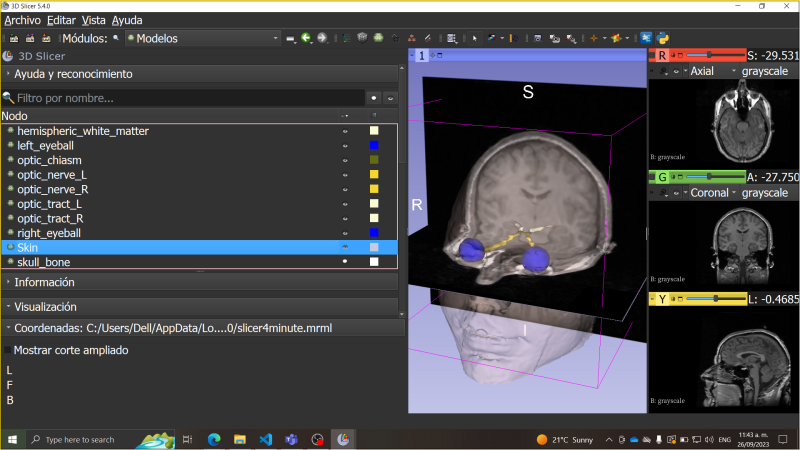 3D Slicer 5.4.0
Archivo Editar Vista Ayuda
Módulos: Modelos
3D Slicer
Ayuda y reconocimiento
Filtro por nombre...
Nodo
hemispheric_white_matter
left_eyeball
optic_chiasm
optic_nerve_L
optic_nerve_R
optic_tract_L
optic_tract_R
right_eyeball
Skin
skull_bone
Información
Visualización
Coordenadas: C:/Users/Dell/AppData/Lo....0/slicer4minute.mrml
Mostrar corte ampliado
L
F
B
1
S
R
I
R S: -29.531
Axial grayscale
B: grayscale
G A: -27.750
Coronal grayscale
B: grayscale
Y L: -0.4685
B: grayscale
Type here to search
21°C Sunny
11:43 a. m.
26/09/2023